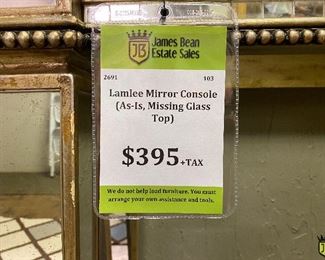 James Bean
JB
Estate Sales
2691 103
Lamlee Mirror Console
(As-Is, Missing Glass
Top)
$395+TAX
We do not help load furniture. You must
arrange your own assistance and tools.